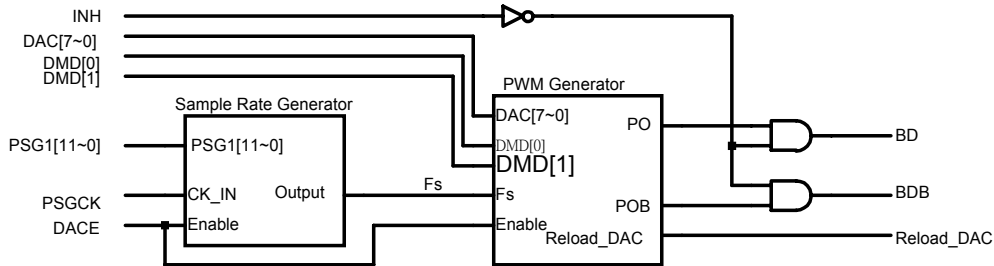 INH
DAC[7~0]
DMD[0]
DMD[1]
PWM Generator
Sample Rate Generator
DAC[7~0]
PO
BD
PSG1[11~0]
PSG1[11~0]
DMD[0]
DMD[1]
PSGCK
CK_IN
Output
Fs
Fs
BDB
POB
DACE
Enable
Enable
Reload_DAC
Reload_DAC